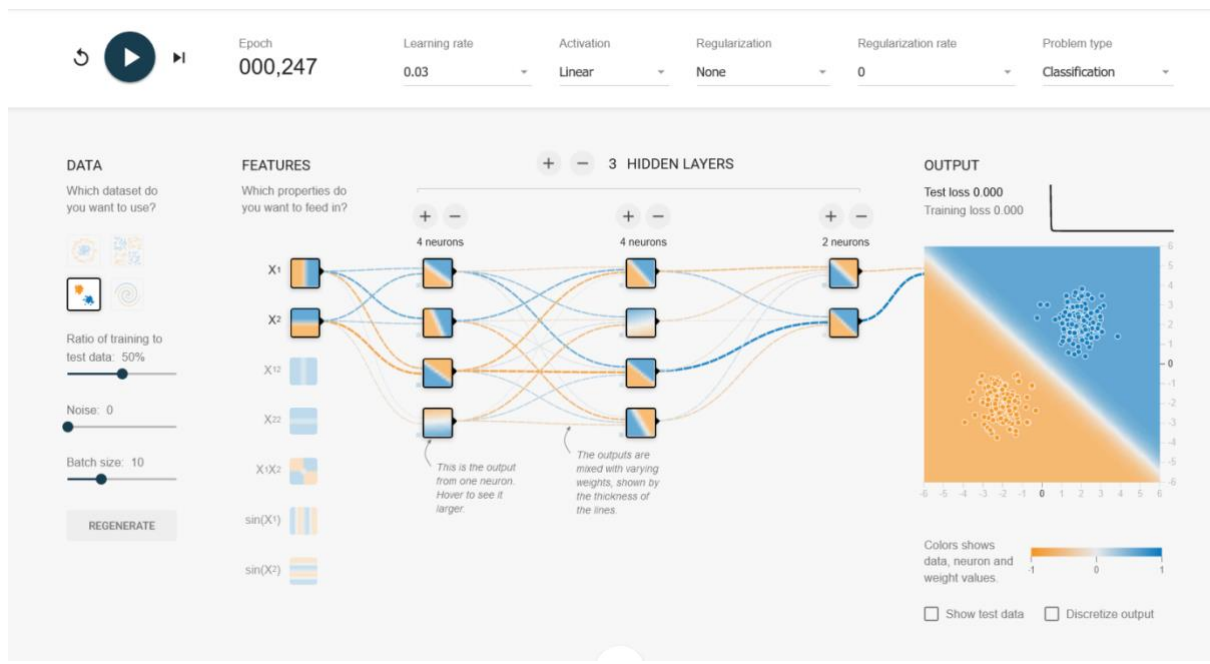 Epoch
000,247
Learning rate
0.03
Activation
Linear
Regularization
None
Regularization rate
0
Problem type
Classification
DATA
Which dataset do
you want to use?
Ratio of training to
test data: 50%
Noise: 0
Batch size: 10
REGENERATE
FEATURES
Which properties do
you want to feed in?
X1
X2
X12
X22
X1X2
sin(X1)
sin(X2)
+ − 3 HIDDEN LAYERS
+ −
4 neurons
+ −
4 neurons
+ −
2 neurons
This is the output
from one neuron.
Hover to see it
larger.
The outputs are
mixed with varying
weights, shown by
the thickness of
the lines.
OUTPUT
Test loss 0.000
Training loss 0.000
6
5
4
3
2
1
0
-1
-2
-3
-4
-5
-6
-6 -5 -4 -3 -2 -1 0 1 2 3 4 5 6
Colors shows
data, neuron and
weight values.
-1 0 1
Show test data
Discretize output